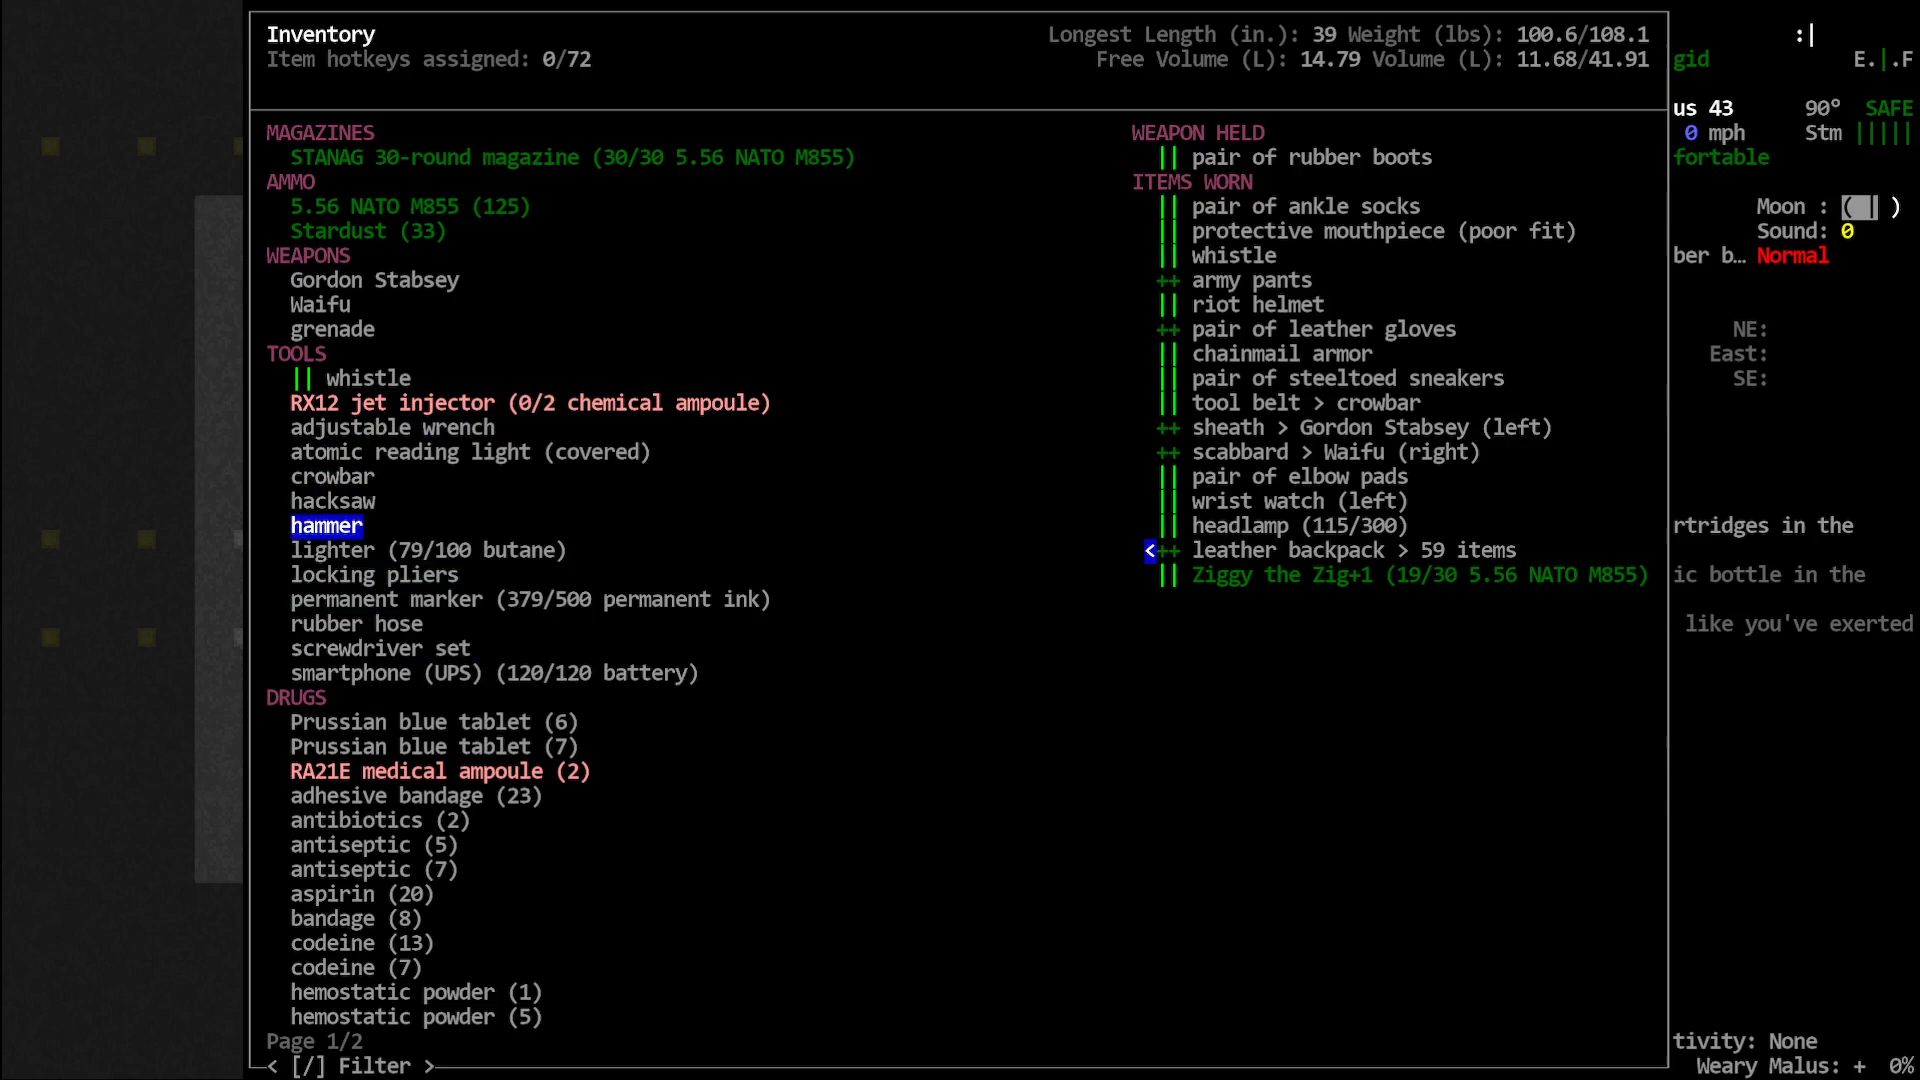 Inventory
Item hotkeys assigned: 0/72
Longest Length (in.): 39 Weight (lbs): 100.6/108.1
Free Volume (L): 14.79 Volume (L): 11.68/41.91
MAGAZINES
STANAG 30-round magazine (30/30 5.56 NATO M855)
AMMO
5.56 NATO M855 (125)
Stardust (33)
WEAPONS
Gordon Stabsey
Waifu
grenade
TOOLS
|| whistle
RX12 jet injector (0/2 chemical ampoule)
adjustable wrench
atomic reading light (covered)
crowbar
hacksaw
hammer
lighter (79/100 butane)
locking pliers
permanent marker (379/500 permanent ink)
rubber hose
screwdriver set
smartphone (UPS) (120/120 battery)
DRUGS
Prussian blue tablet (6)
Prussian blue tablet (7)
RA21E medical ampoule (2)
adhesive bandage (23)
antibiotics (2)
antiseptic (5)
antiseptic (7)
aspirin (20)
bandage (8)
codeine (13)
codeine (7)
hemostatic powder (1)
hemostatic powder (5)
Page 1/2
< [/] Filter >
WEAPON HELD
|| pair of rubber boots
ITEMS WORN
|| pair of ankle socks
|| protective mouthpiece (poor fit)
|| whistle
++ army pants
|| riot helmet
++ pair of leather gloves
|| chainmail armor
|| pair of steeltoed sneakers
|| tool belt > crowbar
++ sheath > Gordon Stabsey (left)
++ scabbard > Waifu (right)
|| pair of elbow pads
|| wrist watch (left)
|| headlamp (115/300)
<++ leather backpack > 59 items
|| Ziggy the Zig+1 (19/30 5.56 NATO M855)
:|
gid E.|.F
us 43 90° SAFE
0 mph Stm |||||
fortable
Moon : ( | )
Sound: 0
ber b… Normal
NE:
East:
SE:
rtridges in the
ic bottle in the
like you've exerted
tivity: None
Weary Malus: + 0%